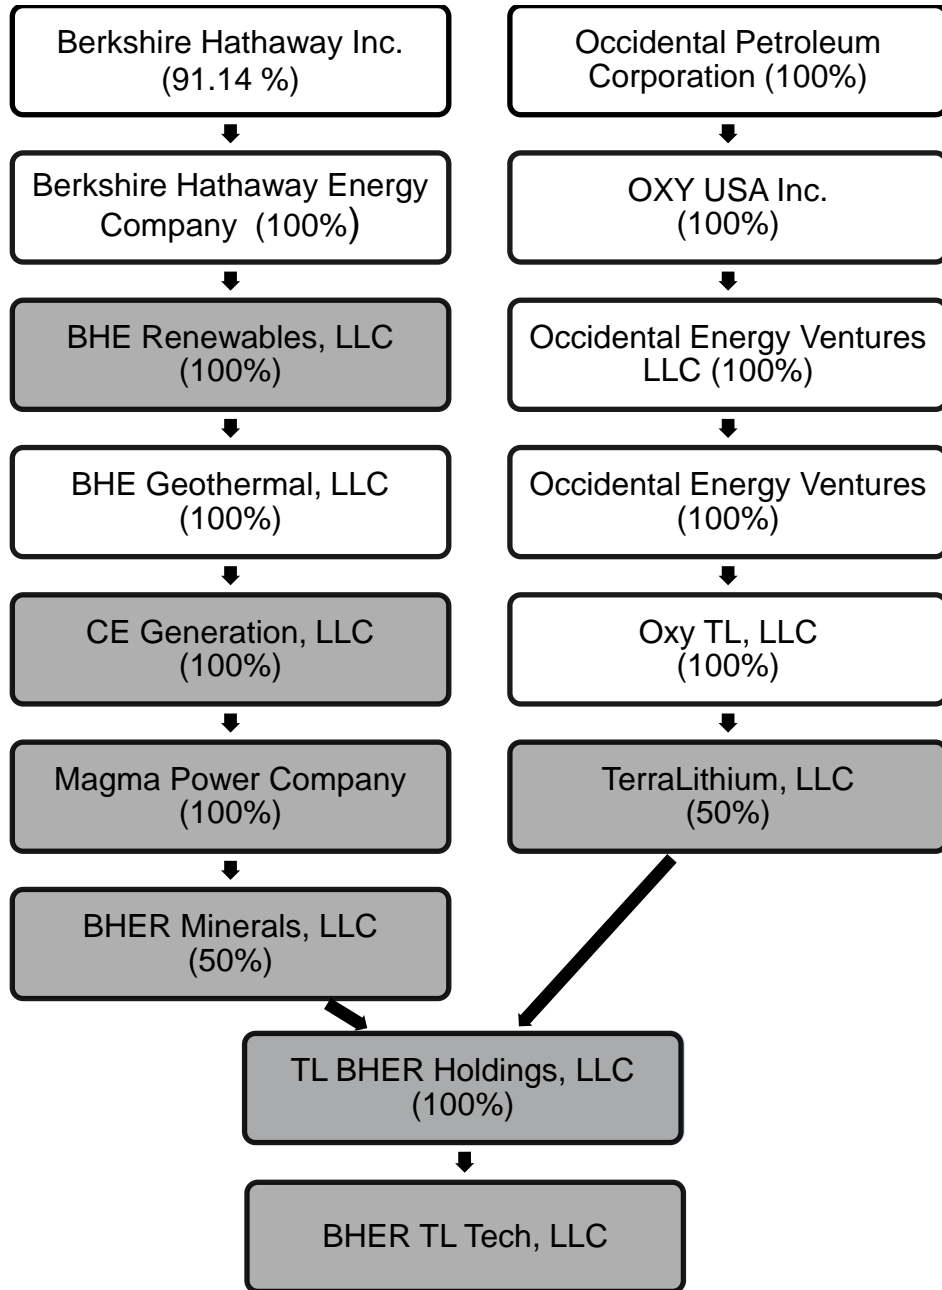 Berkshire Hathaway Inc.
(91.14 %)
Berkshire Hathaway Energy
Company (100%)
BHE Renewables, LLC
(100%)
BHE Geothermal, LLC
(100%)
CE Generation, LLC
(100%)
Magma Power Company
(100%)
BHER Minerals, LLC
(50%)
Occidental Petroleum
Corporation (100%)
OXY USA Inc.
(100%)
Occidental Energy Ventures
LLC (100%)
Occidental Energy Ventures
(100%)
Oxy TL, LLC
(100%)
TerraLithium, LLC
(50%)
TL BHER Holdings, LLC
(100%)
BHER TL Tech, LLC